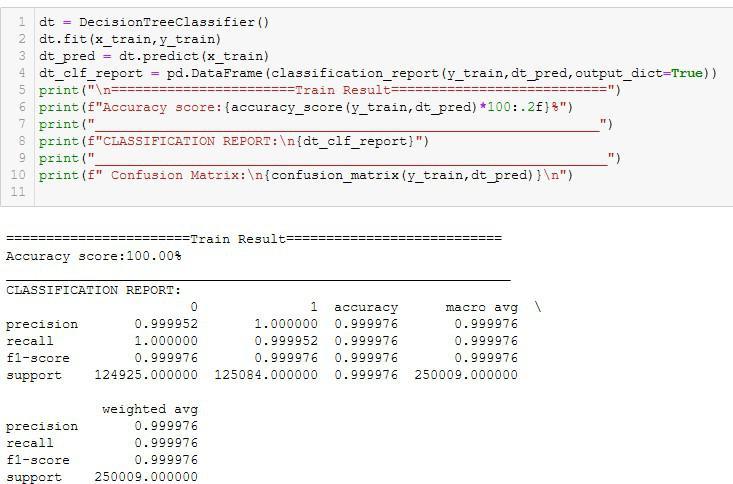 1 dt = DecisionTreeClassifier()
2 dt.fit(x_train,y_train)
3 dt_pred = dt.predict(x_train)
4 dt_clf_report = pd.DataFrame(classification_report(y_train,dt_pred,output_dict=True))
5 print("\n=======================Train Result===========================")
6 print(f"Accuracy score:{accuracy_score(y_train,dt_pred)*100:.2f}%")
7 print("_______________________________________________________________")
8 print(f"CLASSIFICATION REPORT:\n{dt_clf_report}")
9 print("________________________________________________________________")
10 print(f" Confusion Matrix:\n{confusion_matrix(y_train,dt_pred)}\n")
11
=======================Train Result===========================
Accuracy score:100.00%
_______________________________________________________________
CLASSIFICATION REPORT:
0 1 accuracy macro avg \
precision 0.999952 1.000000 0.999976 0.999976
recall 1.000000 0.999952 0.999976 0.999976
f1-score 0.999976 0.999976 0.999976 0.999976
support 124925.000000 125084.000000 0.999976 250009.000000
weighted avg
precision 0.999976
recall 0.999976
f1-score 0.999976
support 250009.000000